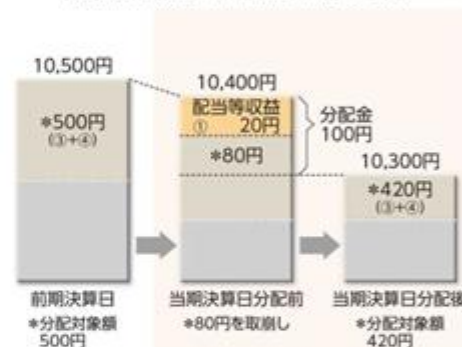 10,500円
*500円
(③+④)
10,400円
配当等収益
① 20円
*80円
分配金
100円
10,300円
*420円
(③+④)
前期決算日
*分配対象額
500円
当期決算日分配前
*80円を取崩し
当期決算日分配後
*分配対象額
420円